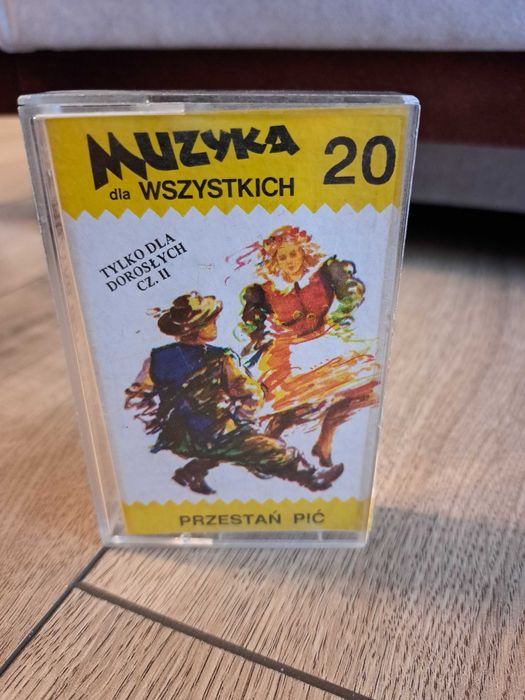 MUZYKA
dla WSZYSTKICH 20
TYLKO DLA
DOROSŁYCH
CZ. II
PRZESTAŃ PIĆ